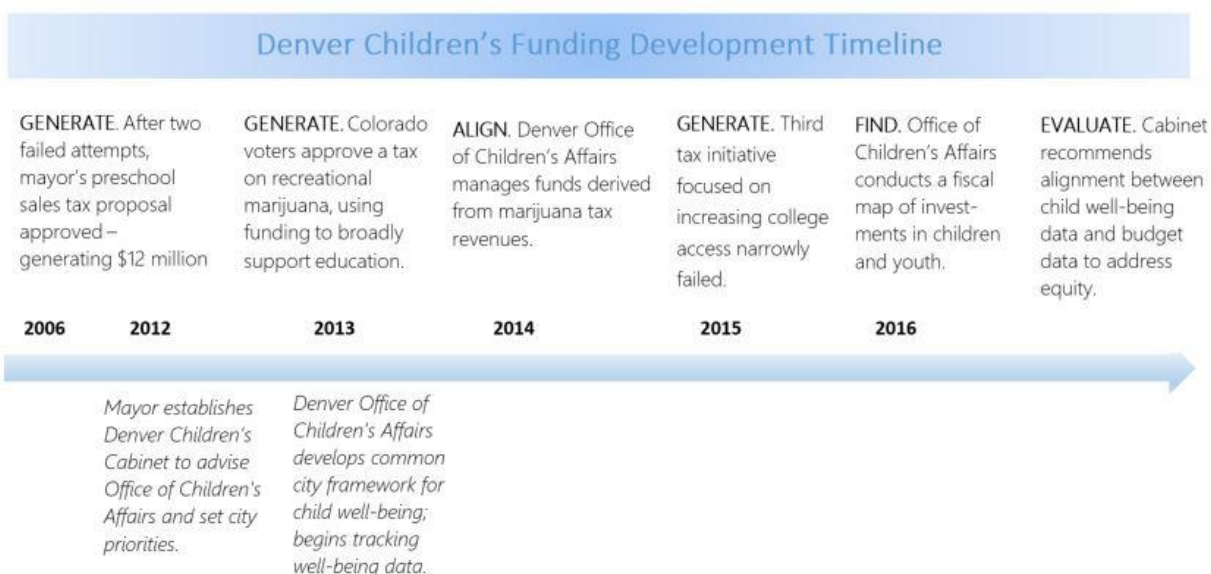 Denver Children's Funding Development Timeline
GENERATE. After two
failed attempts,
mayor's preschool
sales tax proposal
approved –
generating $12 million
GENERATE. Colorado
voters approve a tax
on recreational
marijuana, using
funding to broadly
support education.
ALIGN. Denver Office
of Children's Affairs
manages funds derived
from marijuana tax
revenues.
GENERATE. Third
tax initiative
focused on
increasing college
access narrowly
failed.
FIND. Office of
Children's Affairs
conducts a fiscal
map of invest-
ments in children
and youth.
EVALUATE. Cabinet
recommends
alignment between
child well-being
data and budget
data to address
equity.
2006 2012 2013 2014 2015 2016
Mayor establishes
Denver Children's
Cabinet to advise
Office of Children's
Affairs and set city
priorities.
Denver Office of
Children's Affairs
develops common
city framework for
child well-being;
begins tracking
well-being data.